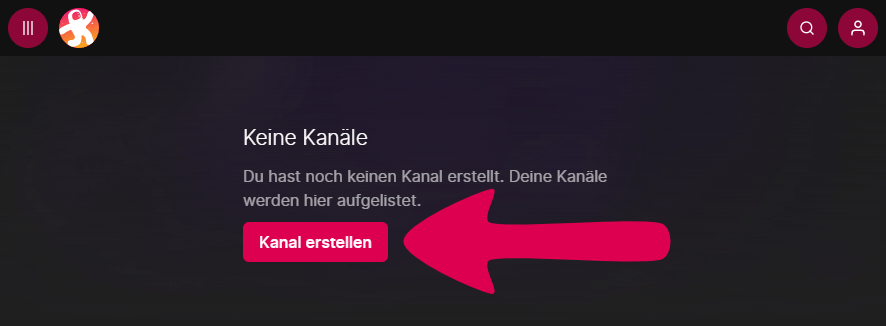 Keine Kanäle
Du hast noch keinen Kanal erstellt. Deine Kanäle
werden hier aufgelistet.
Kanal erstellen